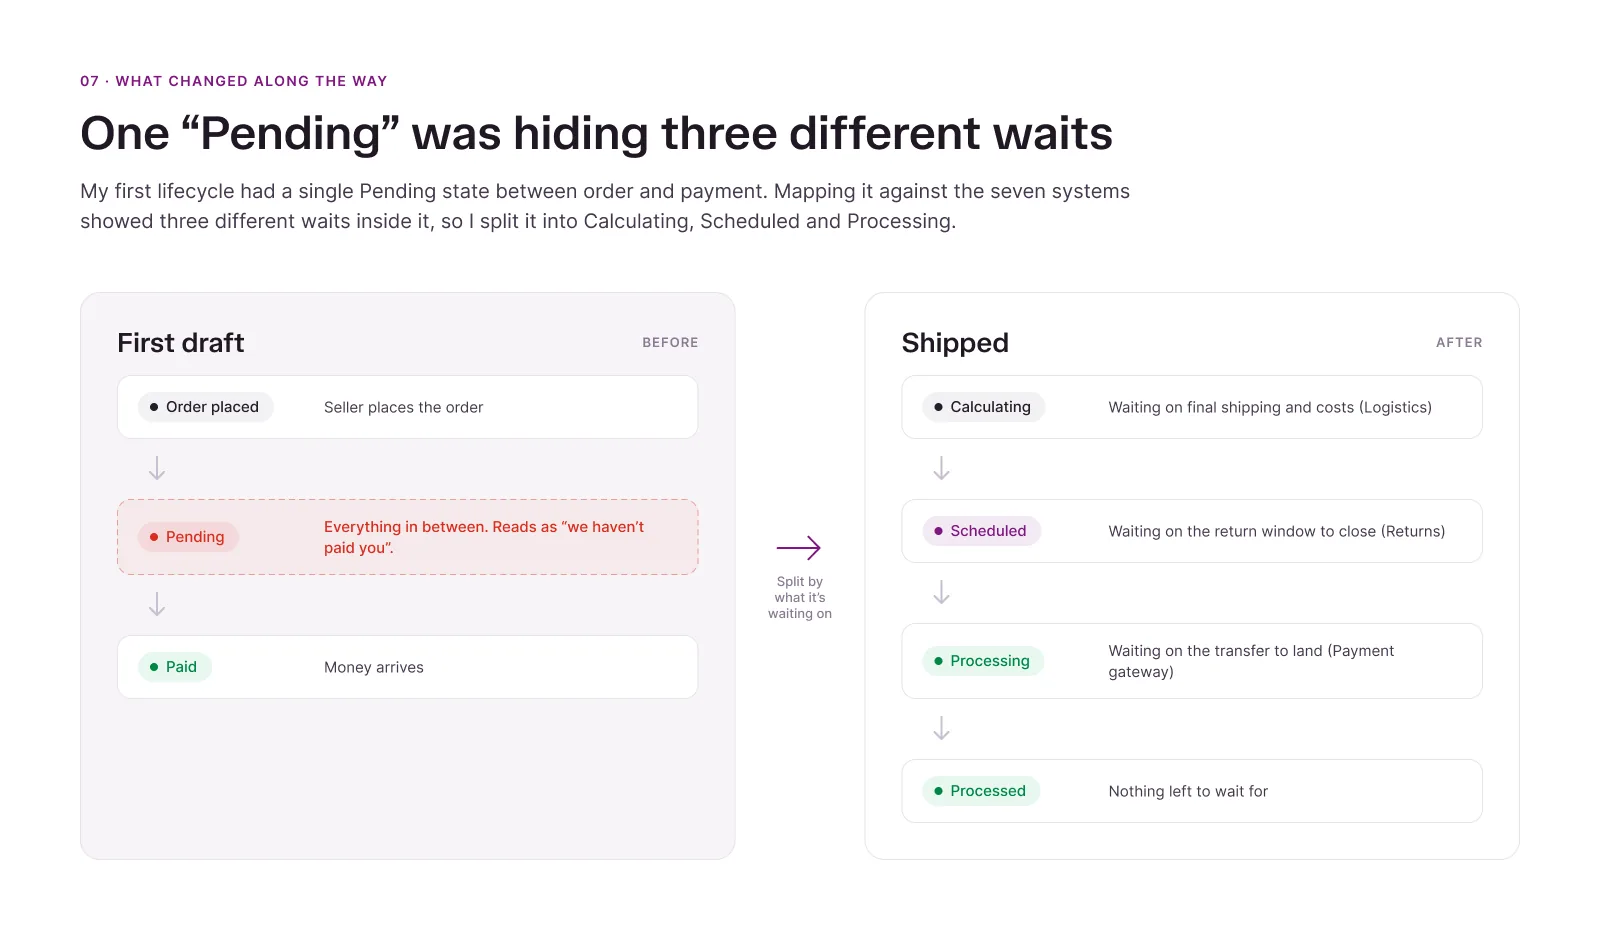 07 · WHAT CHANGED ALONG THE WAY
One “Pending” was hiding three different waits
My first lifecycle had a single Pending state between order and payment. Mapping it against the seven systems
showed three different waits inside it, so I split it into Calculating, Scheduled and Processing.
First draft
BEFORE
Order placed
Seller places the order
Pending
Everything in between. Reads as “we haven’t
paid you”.
Paid
Money arrives
Split by
what it’s
waiting on
Shipped
AFTER
Calculating
Waiting on final shipping and costs (Logistics)
Scheduled
Waiting on the return window to close (Returns)
Processing
Waiting on the transfer to land (Payment
gateway)
Processed
Nothing left to wait for